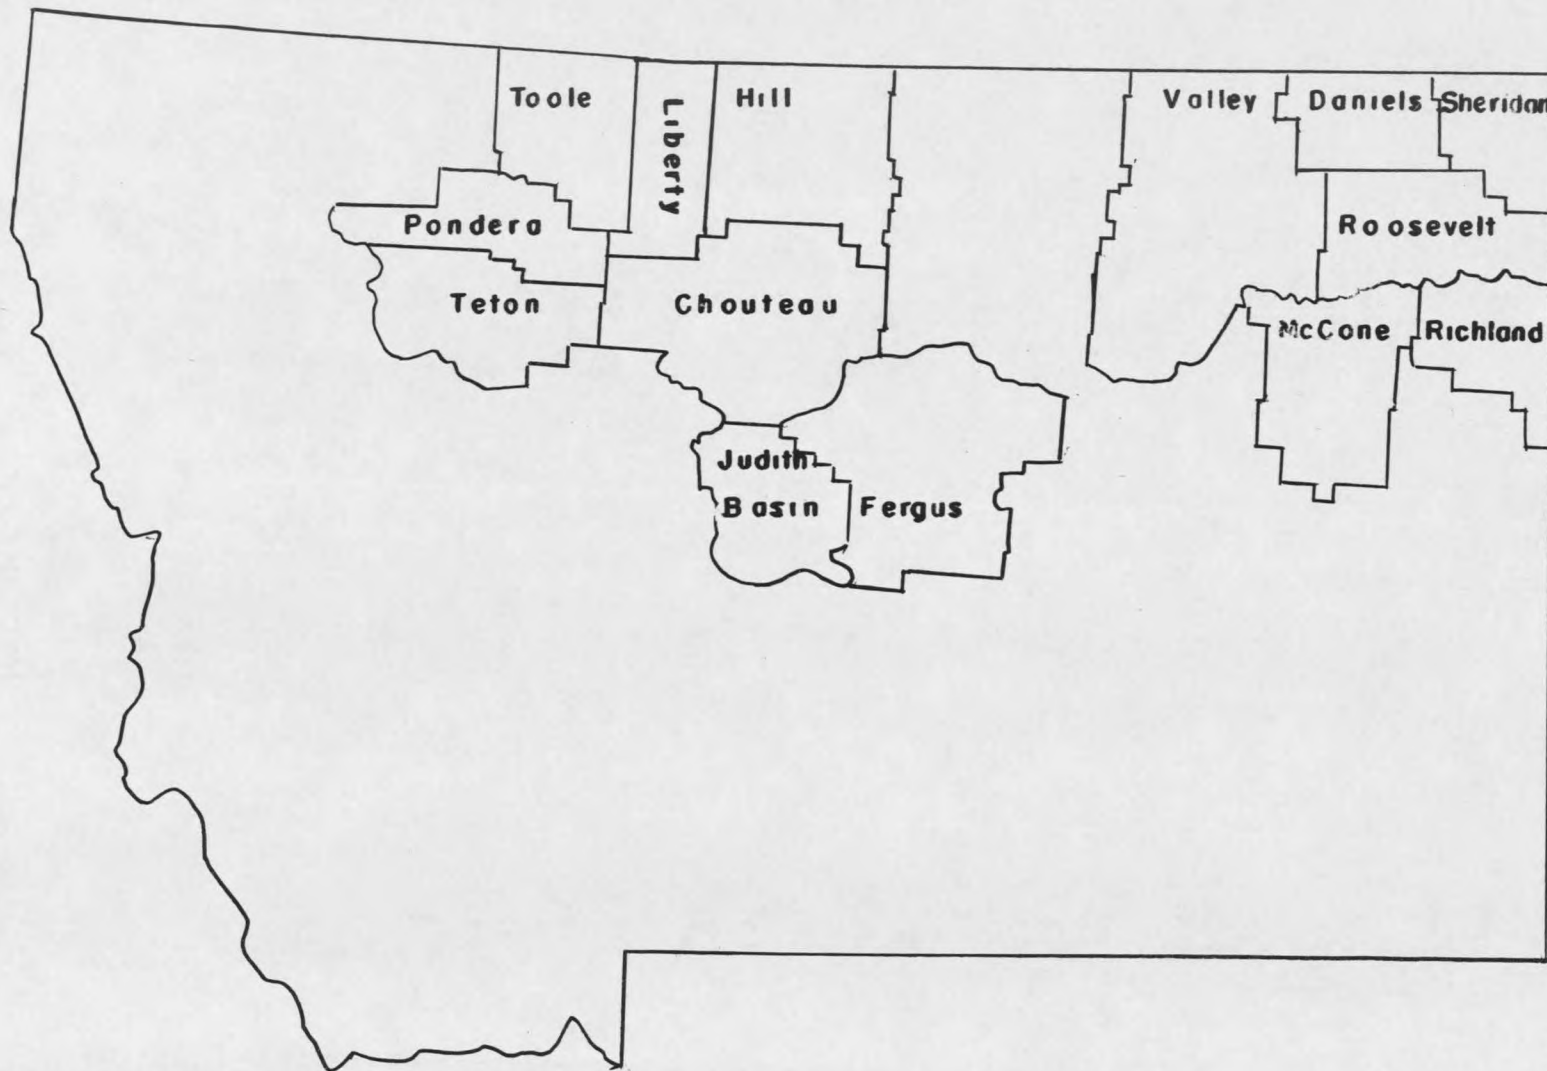 Toole
Liberty
Hill
Valley
Daniels
Sheridan
Pondera
Roosevelt
Teton
Chouteau
McCone
Richland
Judith
Basin
Fergus